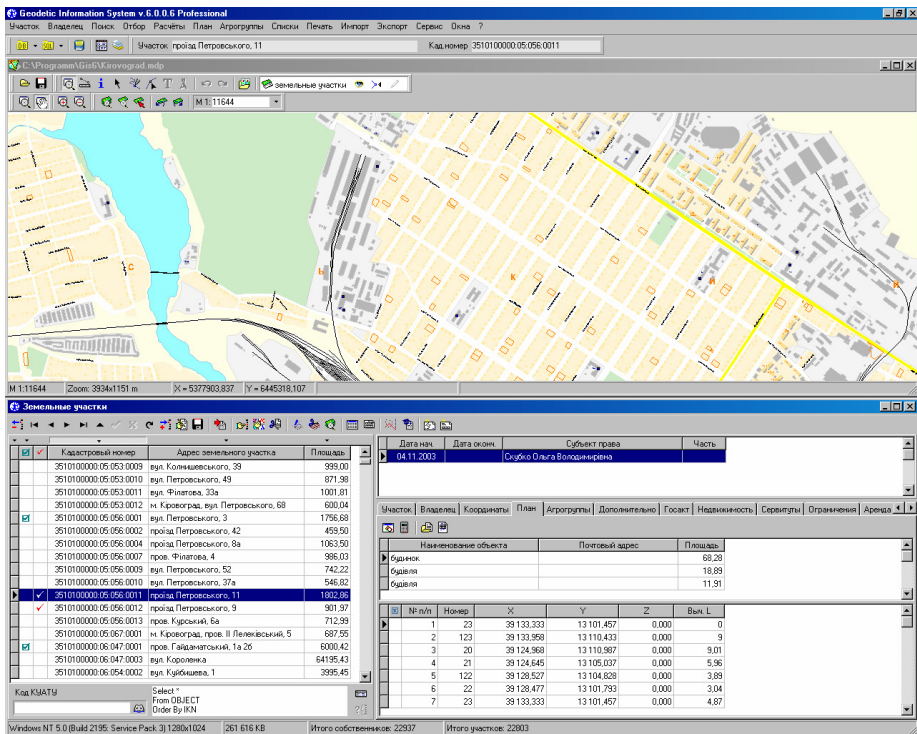 Geodetic Information System v.6.0.0.6 Professional
Участок Владелец Поиск Отбор Расчёты План Агрогруппы Списки Печать Импорт Экспорт Сервис Окна ?
Участок проїзд Петровського, 11 Кад.номер 3510100000:05:056:0011
C:\Programm\Gis6\Kirovograd.mdp
земельные участки
М 1: 11644
М 1:11644 Zoom: 3934x1151 m X = 5377903,837 Y = 6445318,107
Земельные участки
Кадастровый номер Адрес земельного участка Площадь
3510100000:05:053:0009 вул. Колнишевського, 39 999,00
3510100000:05:053:0010 вул. Петровського, 49 871,98
3510100000:05:053:0011 вул. Філатова, 33а 1001,81
3510100000:05:053:0012 м. Кіровоград, вул. Петровського, 68 600,04
3510100000:05:056:0001 вул. Петровського, 3 1756,68
3510100000:05:056:0002 проїзд Петровського, 42 459,50
3510100000:05:056:0004 проїзд Петровського, 8а 1063,50
3510100000:05:056:0007 пров. Філатова, 4 986,03
3510100000:05:056:0009 вул. Петровського, 52 742,22
3510100000:05:056:0010 вул. Петровського, 37а 546,82
3510100000:05:056:0011 проїзд Петровського, 11 1802,86
3510100000:05:056:0012 проїзд Петровського, 9 901,97
3510100000:05:056:0013 пров. Курський, 6а 712,99
3510100000:05:067:0001 м. Кіровоград, пров. II Лелеківський, 5 687,55
3510100000:06:047:0001 пров. Гайдаматський, 1а 2б 6000,42
3510100000:06:047:0003 вул. Короленка 64195,43
3510100000:06:054:0002 вул. Куйбишева, 1 3995,45
Код КУАТУ
Select *
From OBJECT
Order By IKN
Дата нач. Дата оконч. Субъект права Часть
04.11.2003 Скубко Ольга Володимирівна
Участок Владелец Координаты План Агрогруппы Дополнительно Госакт Недвижимость Сервитуты Ограничения Аренда
Наименование объекта Почтовый адрес Площадь
будинок 68,28
будівля 18,89
будівля 11,91
№ п/п Номер X Y Z Выч. L
1 23 39 133,333 13 101,457 0,000 0
2 123 39 133,958 13 110,433 0,000 9
3 20 39 124,968 13 110,987 0,000 9,01
4 21 39 124,645 13 105,037 0,000 5,96
5 122 39 128,527 13 104,828 0,000 3,89
6 22 39 128,477 13 101,793 0,000 3,04
7 23 39 133,333 13 101,457 0,000 4,87
Windows NT 5.0 (Build 2195: Service Pack 3) 1280x1024 261 616 KB Итого собственников: 22937 Итого участков: 22803